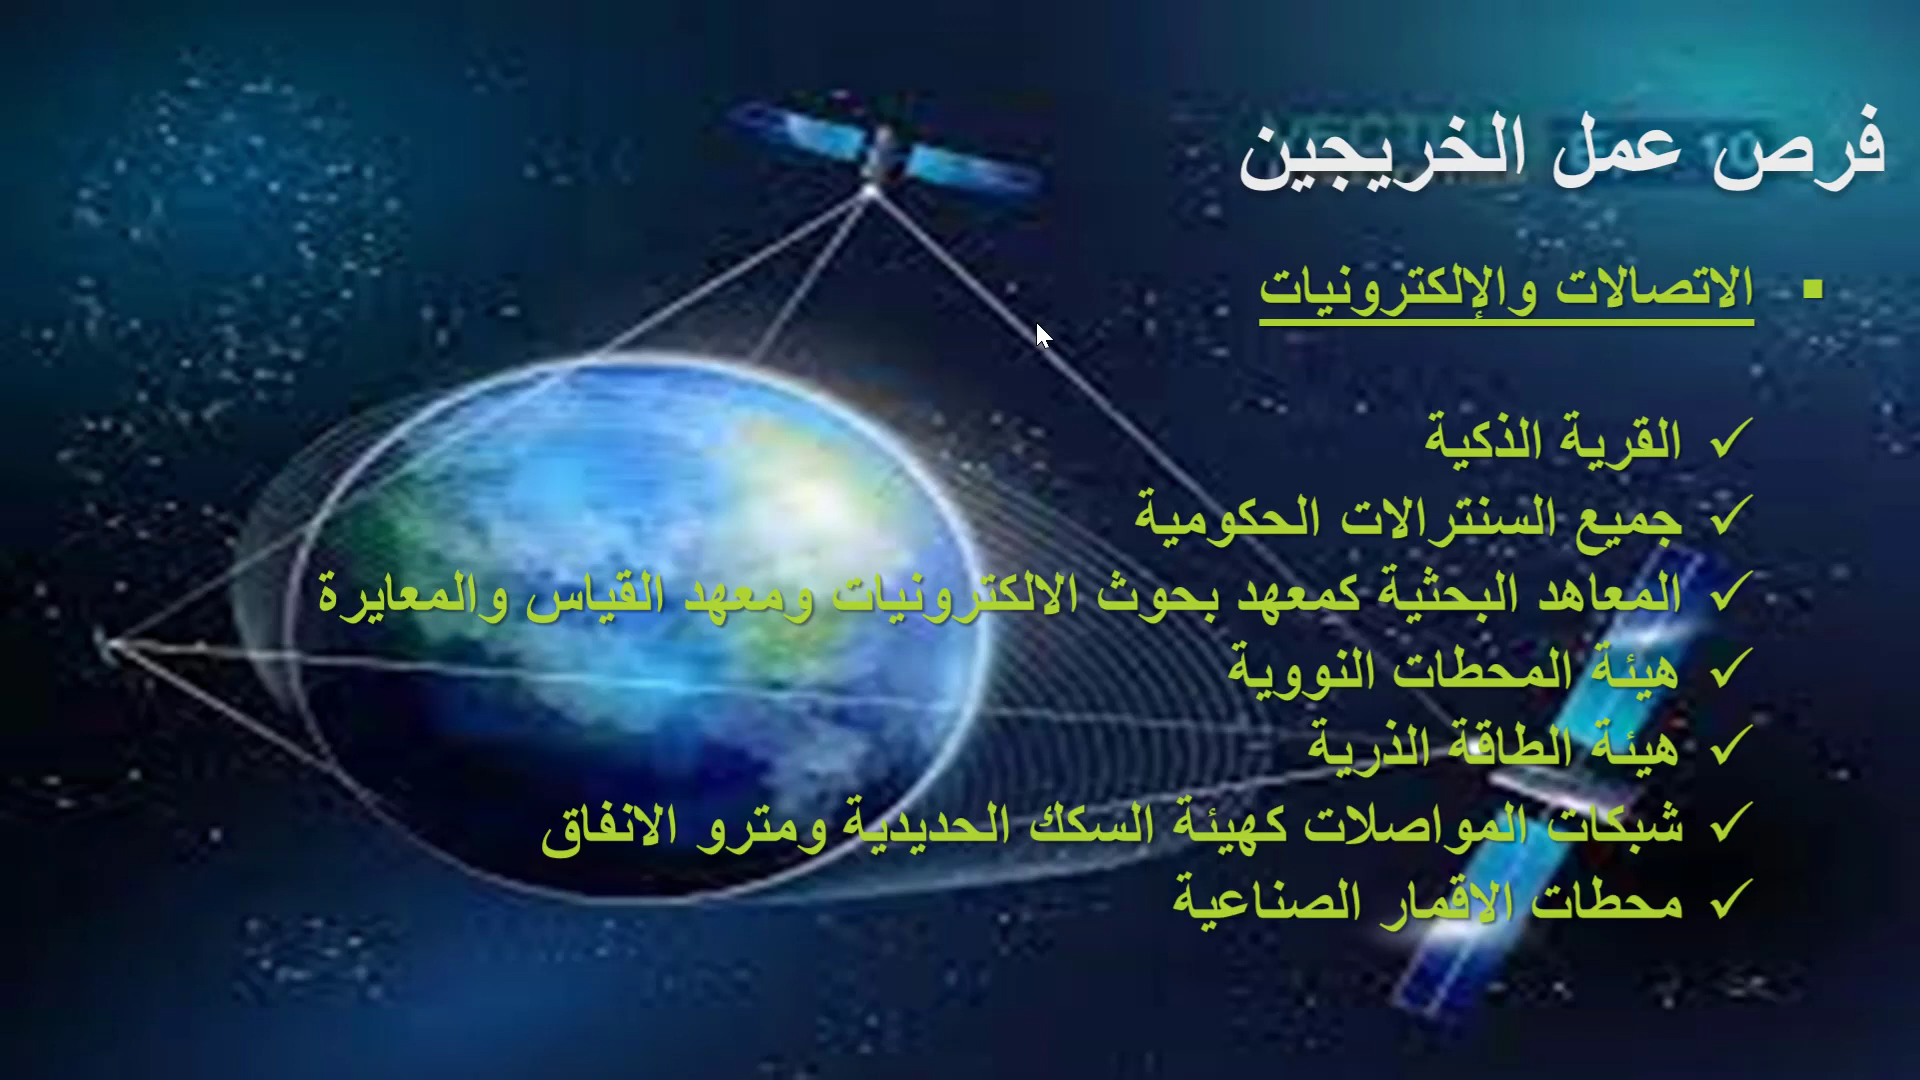 فرص عمل الخريجين
▪ الاتصالات والإلكترونيات
✓ القرية الذكية
✓ جميع السنترالات الحكومية
✓ المعاهد البحثية كمعهد بحوث الالكترونيات ومعهد القياس والمعايرة
✓ هيئة المحطات النووية
✓ هيئة الطاقة الذرية
✓ شبكات المواصلات كهيئة السكك الحديدية ومترو الانفاق
✓ محطات الاقمار الصناعية